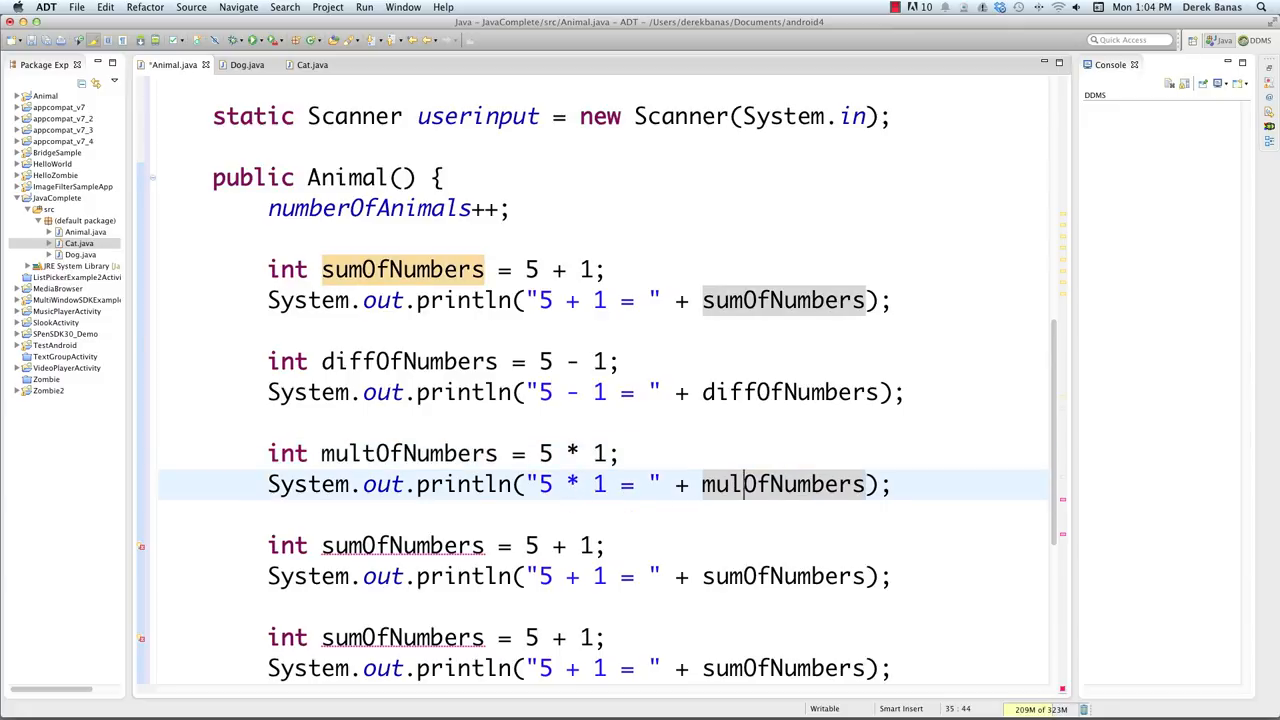 ADT File Edit Refactor Source Navigate Search Project Run Window Help 10 Mon 1:04 PM Derek Banas
Java - JavaComplete/src/Animal.java - ADT - /Users/derekbanas/Documents/android4
Quick Access Java DDMS
Package Exp
*Animal.java Dog.java Cat.java
Console
DDMS
Animal
appcompat_v7
appcompat_v7_2
appcompat_v7_3
appcompat_v7_4
BridgeSample
HelloWorld
HelloZombie
ImageFilterSampleApp
JavaComplete
src
(default package)
Animal.java
Cat.java
Dog.java
JRE System Library [Ja
ListPickerExample2Activi
MediaBrowser
MultiWindowSDKExample
MusicPlayerActivity
SlookActivity
SPenSDK30_Demo
TestAndroid
TextGroupActivity
VideoPlayerActivity
Zombie
Zombie2
static Scanner userinput = new Scanner(System.in);
public Animal() {
numberOfAnimals++;
int sumOfNumbers = 5 + 1;
System.out.println("5 + 1 = " + sumOfNumbers);
int diffOfNumbers = 5 - 1;
System.out.println("5 - 1 = " + diffOfNumbers);
int multOfNumbers = 5 * 1;
System.out.println("5 * 1 = " + mulOfNumbers);
int sumOfNumbers = 5 + 1;
System.out.println("5 + 1 = " + sumOfNumbers);
int sumOfNumbers = 5 + 1;
System.out.println("5 + 1 = " + sumOfNumbers);
Writable Smart Insert 35 : 44 209M of 323M